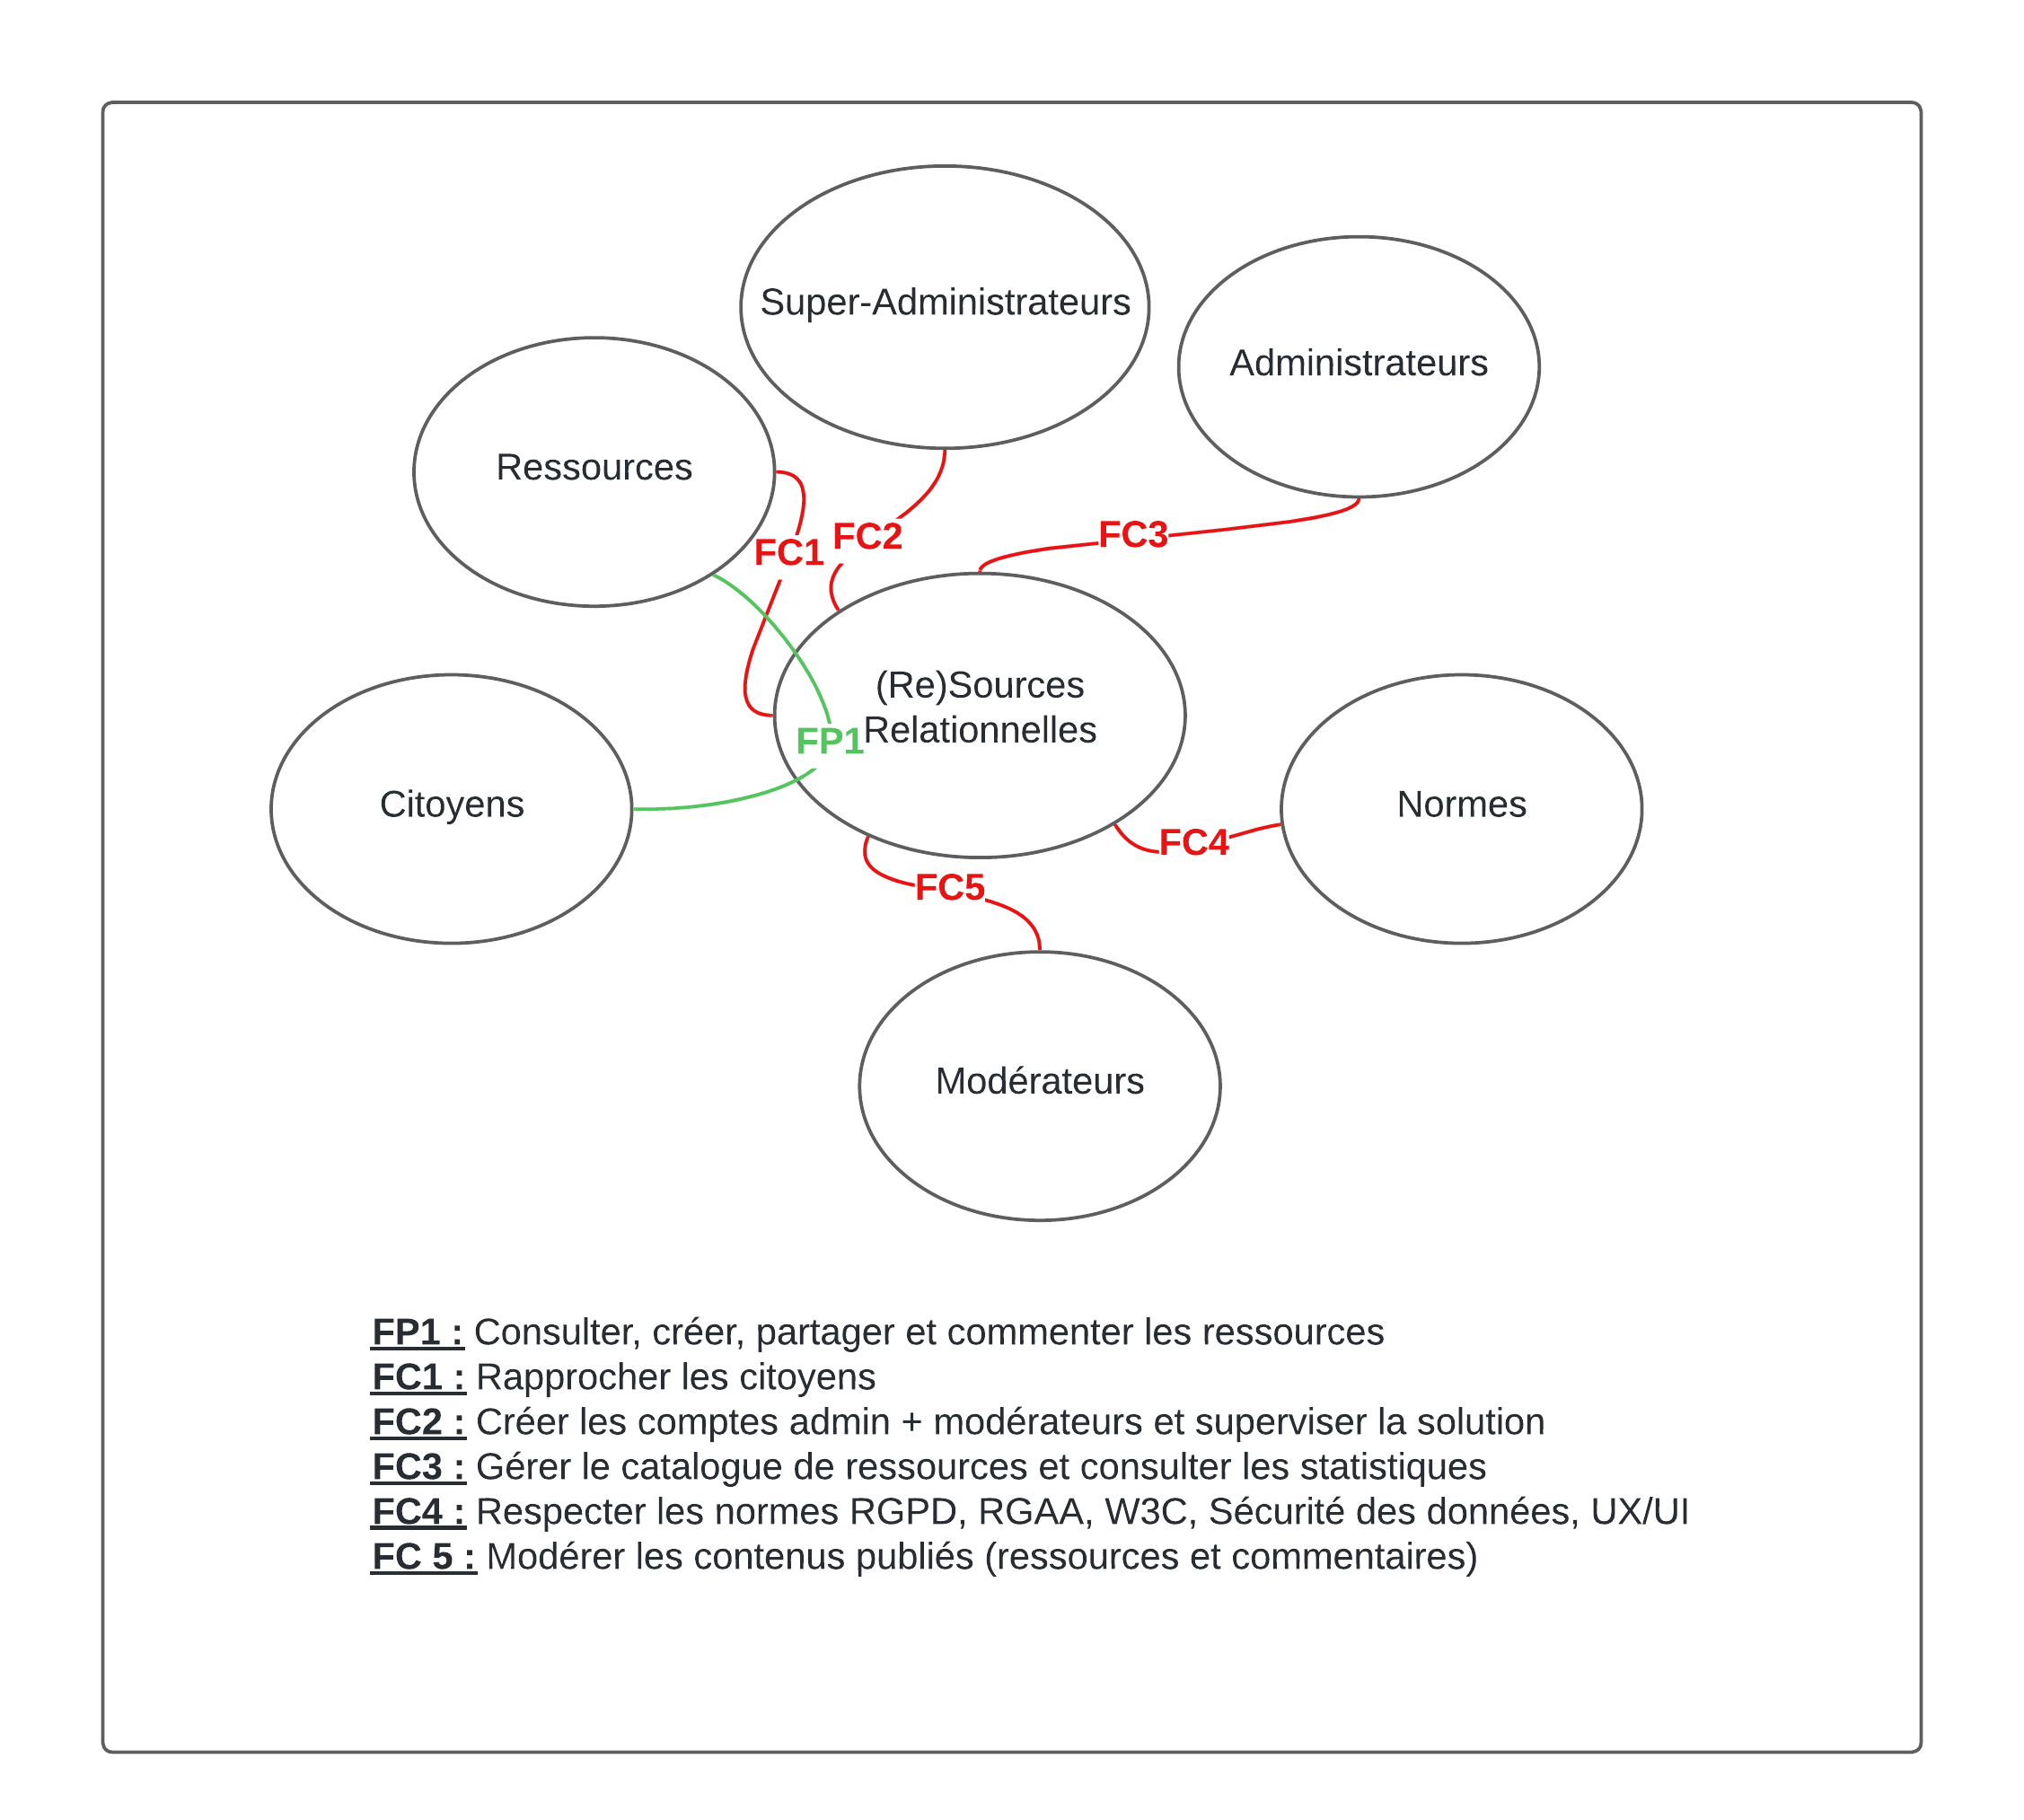 Super-Administrateurs
Administrateurs
Ressources
FC1
FC2
FC3
(Re)Sources
Relationnelles
FP1
Citoyens
Normes
FC4
FC5
Modérateurs
FP1 : Consulter, créer, partager et commenter les ressources
FC1 : Rapprocher les citoyens
FC2 : Créer les comptes admin + modérateurs et superviser la solution
FC3 : Gérer le catalogue de ressources et consulter les statistiques
FC4 : Respecter les normes RGPD, RGAA, W3C, Sécurité des données, UX/UI
FC 5 : Modérer les contenus publiés (ressources et commentaires)